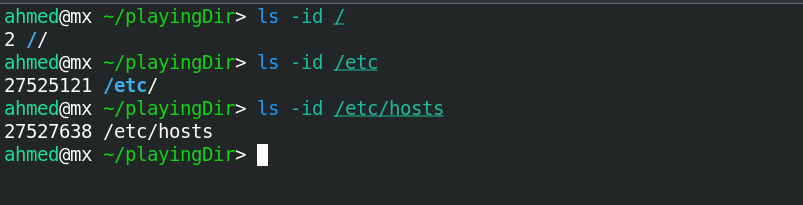 ahmed@mx ~/playingDir> ls -id /
2 //
ahmed@mx ~/playingDir> ls -id /etc
27525121 /etc/
ahmed@mx ~/playingDir> ls -id /etc/hosts
27527638 /etc/hosts
ahmed@mx ~/playingDir>